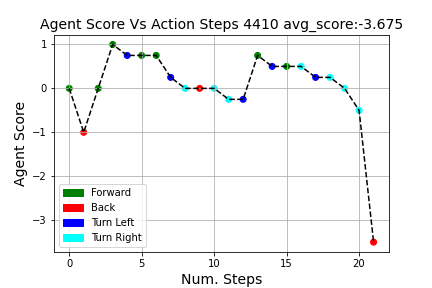 Agent Score Vs Action Steps 4410 avg_score:-3.675
Agent Score
1
0
−1
−2
−3
Forward
Back
Turn Left
Turn Right
0 5 10 15 20
Num. Steps